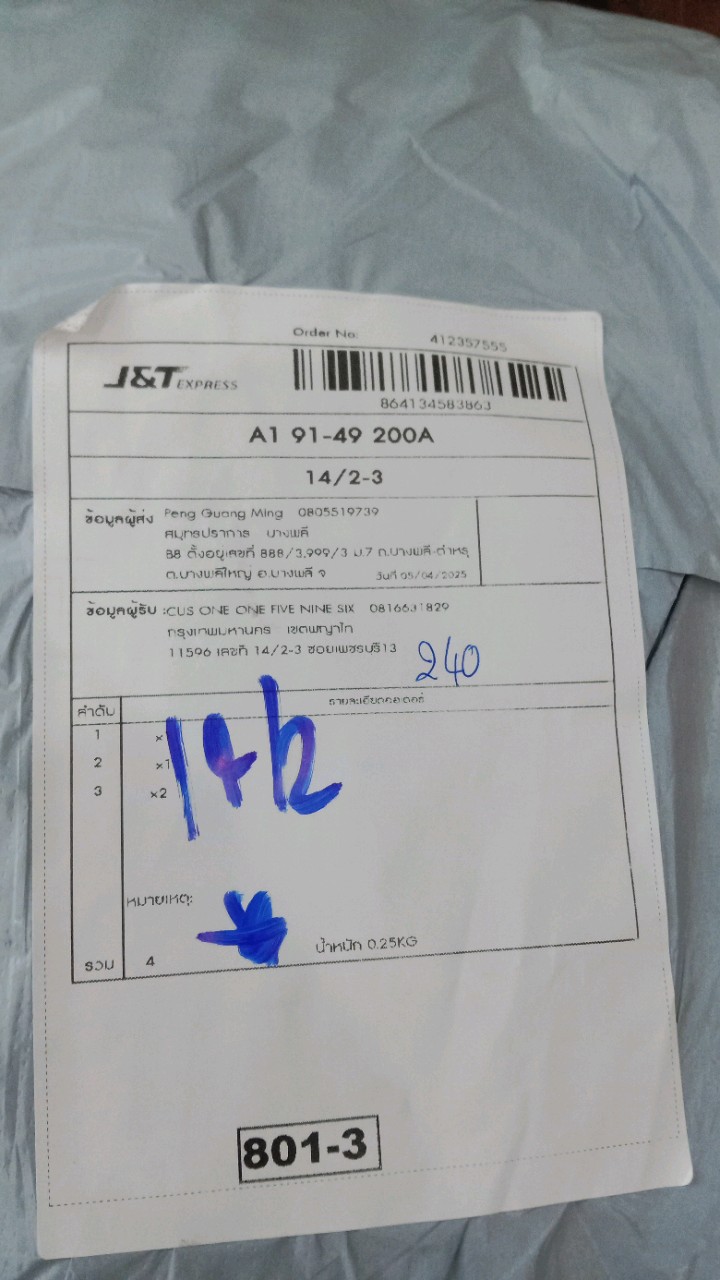 Order No: 412357555
J&T EXPRESS
864134583863
A1 91-49 200A
14/2-3
ข้อมูลผู้ส่ง Peng Guang Ming 0805519739
สมุทรปราการ บางพลี
B8 ตั้งอยู่เลขที่ 888/3,999/3 ม.7 ถ.บางพลี-ตำหรุ
ต.บางพลีใหญ่ อ.บางพลี จ วันที่ 05/04/2025
ข้อมูลผู้รับ :CUS ONE ONE FIVE NINE SIX 0816631829
กรุงเทพมหานคร เขตพญาไท
11596 เลขที่ 14/2-3 ซอยเพชรบุรี13
240
ลำดับ รายละเอียดออเดอร์
1
2 x1
3 x2
หมายเหตุ:
น้ำหนัก 0.25KG
รวม 4
801-3